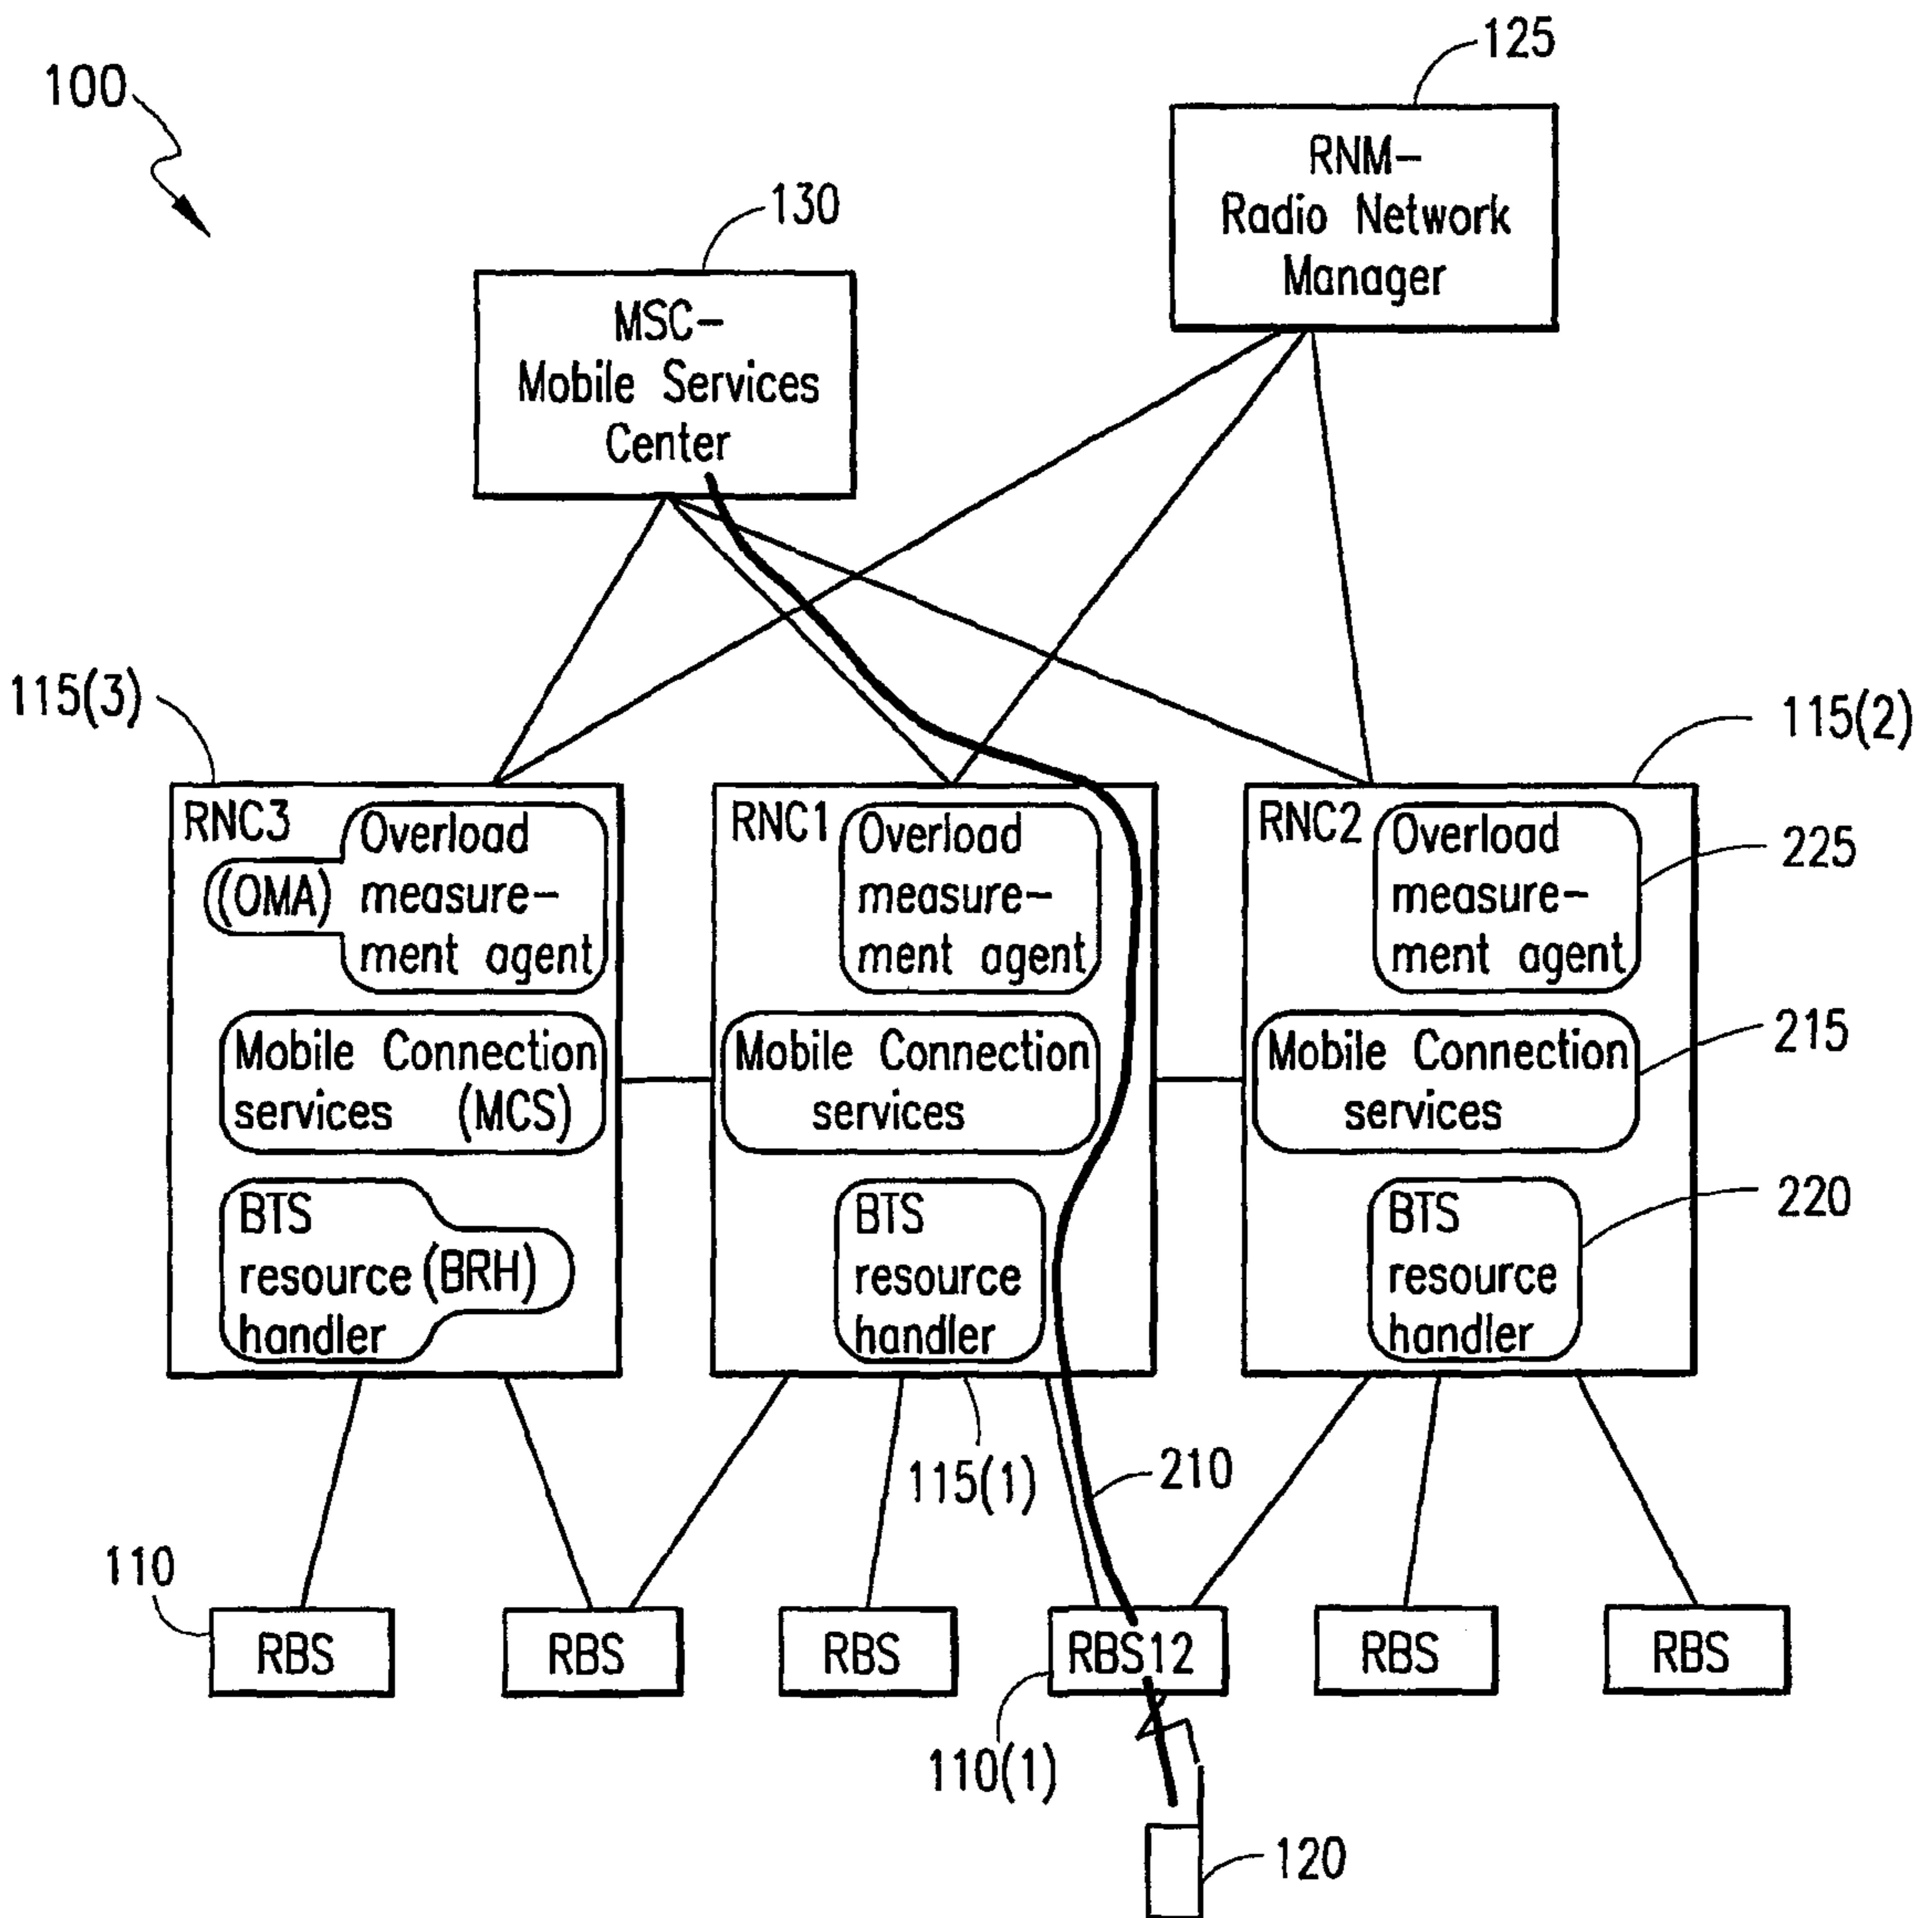 125
100
RNM-
Radio Network
Manager
130
MSC-
Mobile Services
Center
115(3)
115(2)
RNC3
Overload
(OMA)
measure-
ment agent
Mobile Connection
services (MCS)
BTS
resource (BRH)
handler
RNC1
Overload
measure-
ment agent
Mobile Connection
services
BTS
resource
handler
RNC2
Overload
measure-
ment agent
Mobile Connection
services
BTS
resource
handler
225
215
220
115(1)
210
110
RBS
RBS
RBS
RBS12
RBS
RBS
110(1)
120